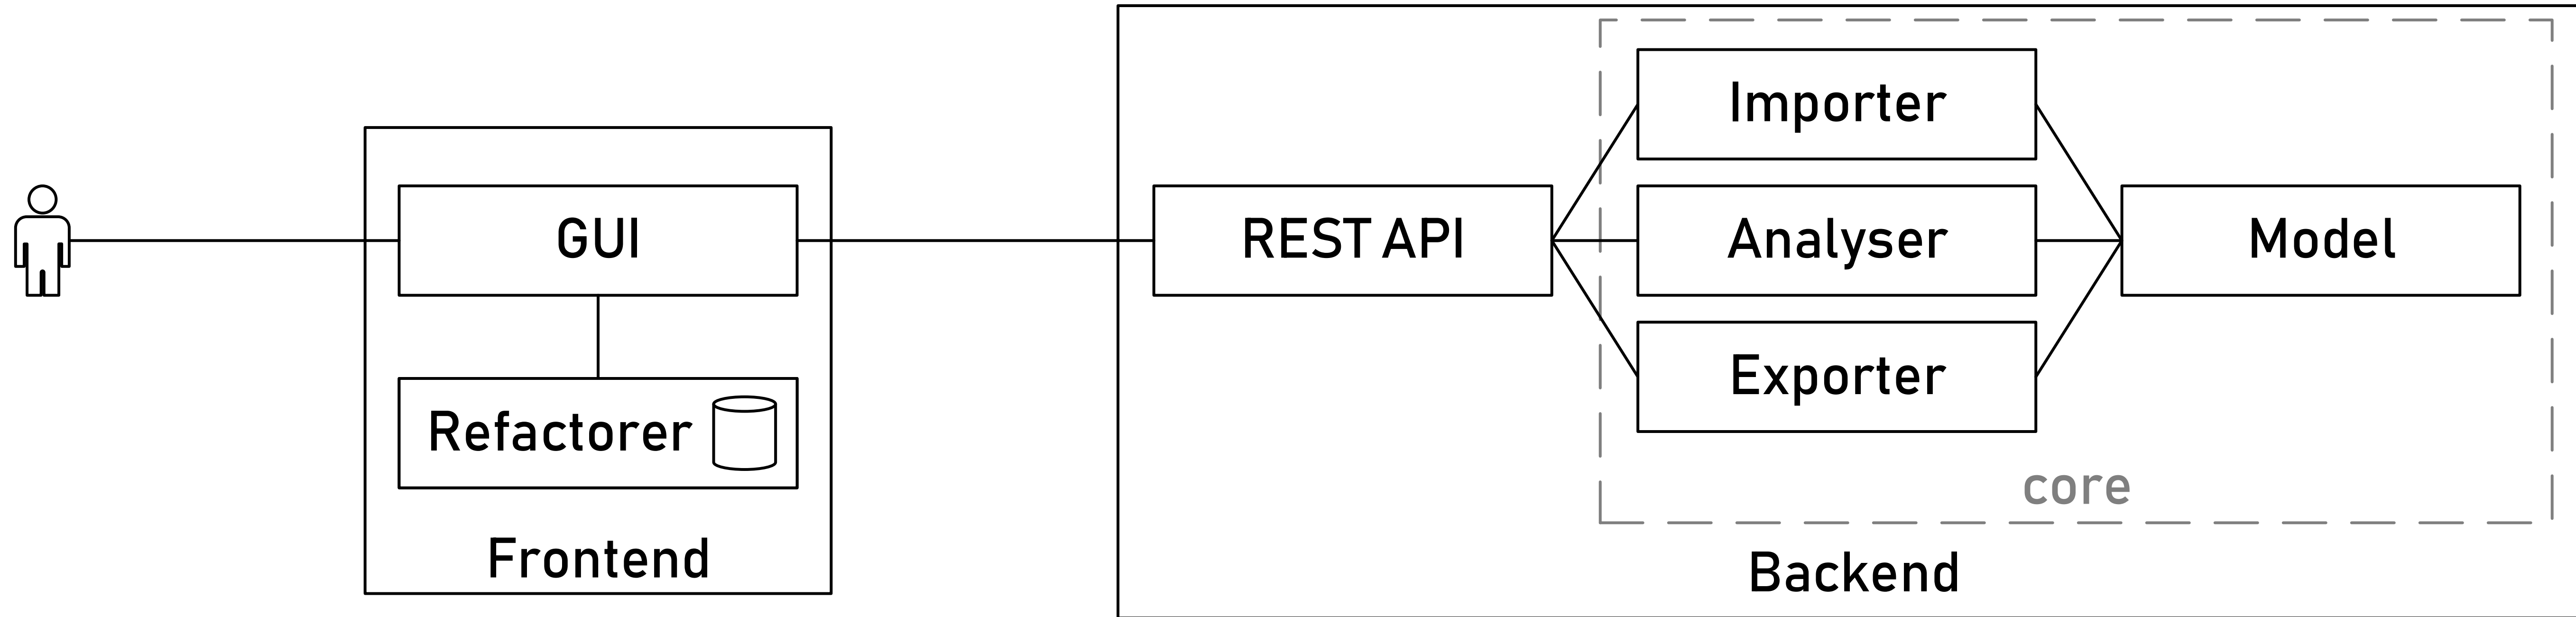 GUI
Refactorer
Frontend
REST API
Importer
Analyser
Exporter
Model
core
Backend